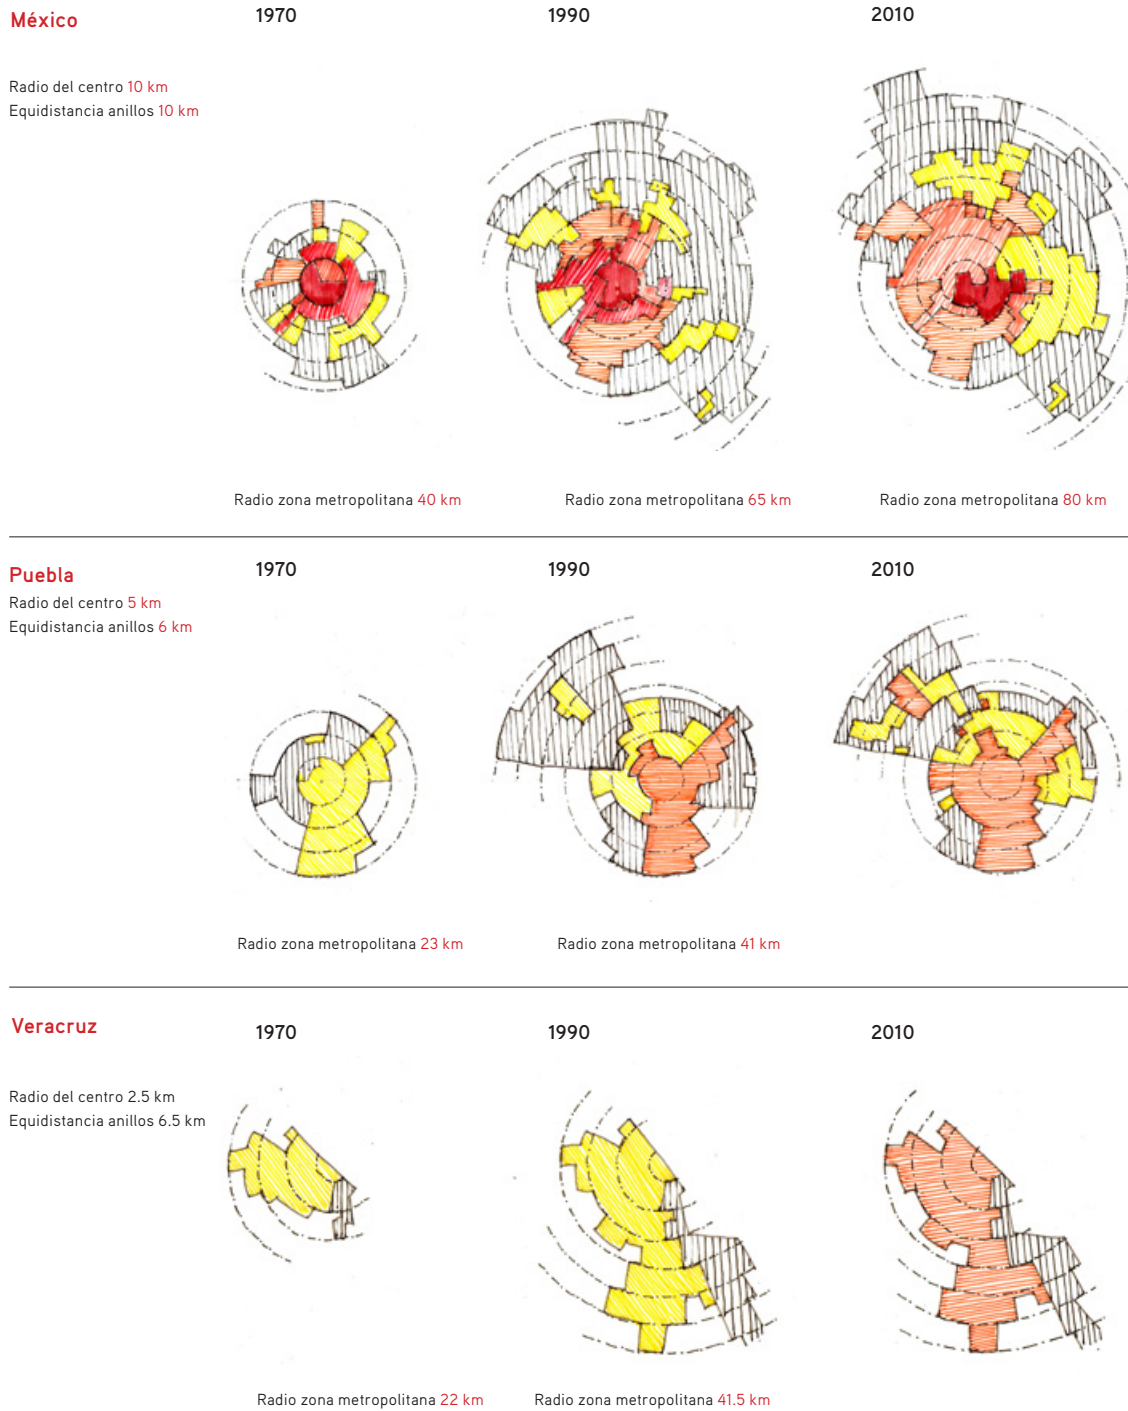 México
1970
1990
2010
Radio del centro 10 km
Equidistancia anillos 10 km
Radio zona metropolitana 40 km
Radio zona metropolitana 65 km
Radio zona metropolitana 80 km
Puebla
1970
1990
2010
Radio del centro 5 km
Equidistancia anillos 6 km
Radio zona metropolitana 23 km
Radio zona metropolitana 41 km
Veracruz
1970
1990
2010
Radio del centro 2.5 km
Equidistancia anillos 6.5 km
Radio zona metropolitana 22 km
Radio zona metropolitana 41.5 km